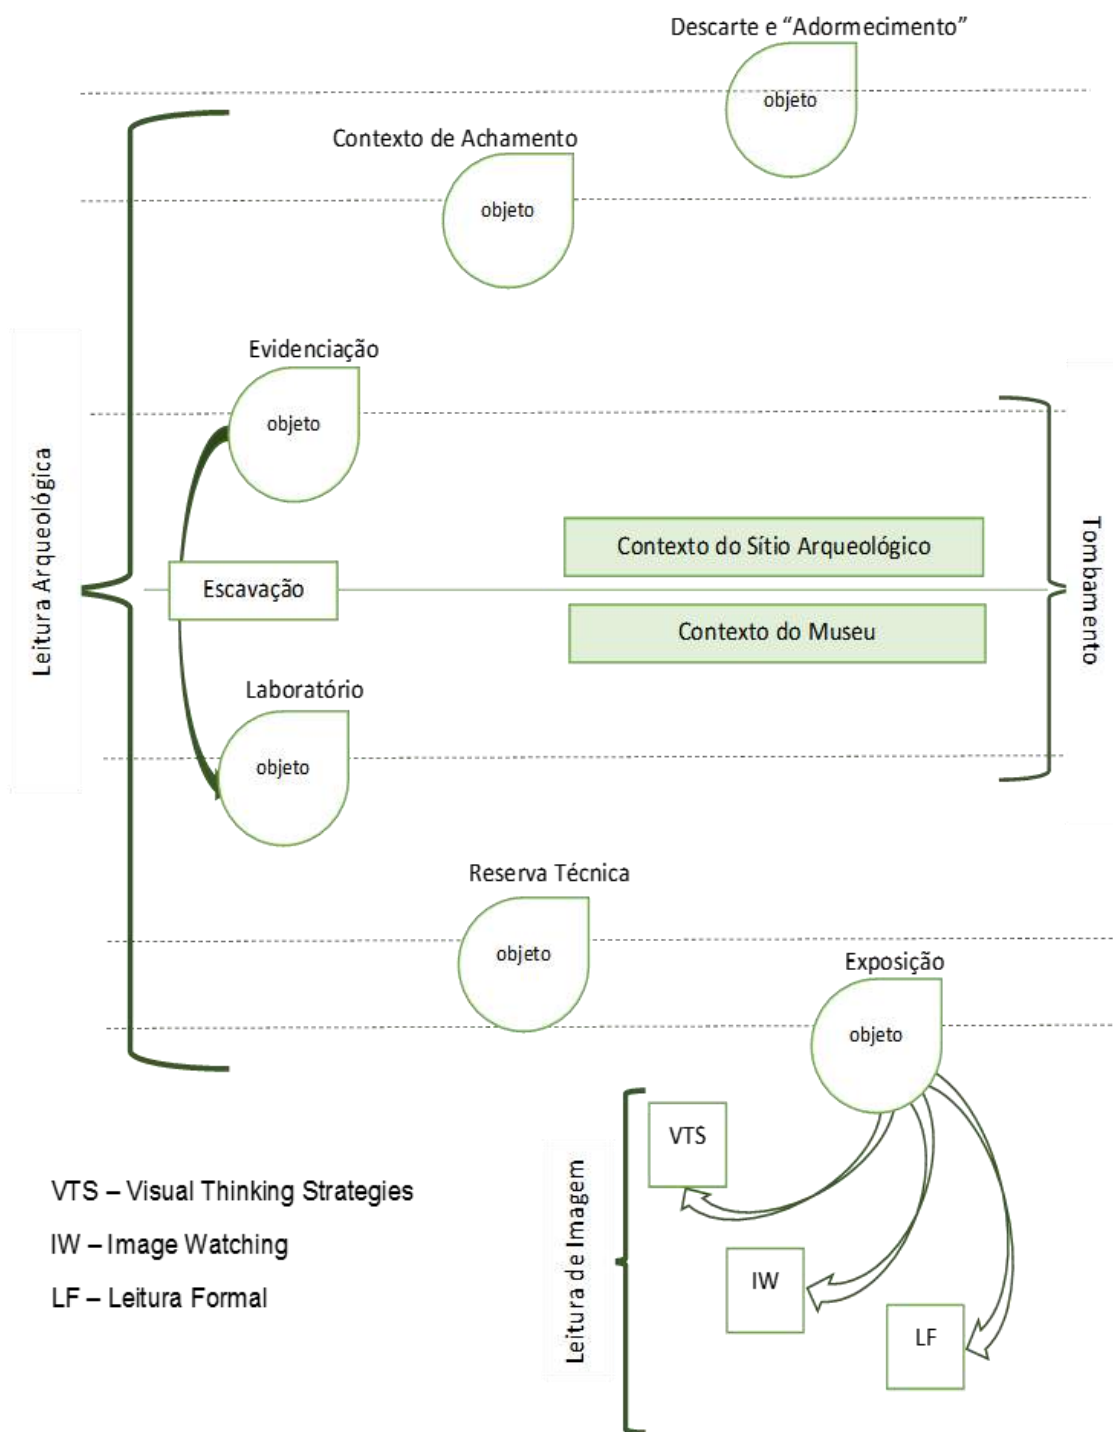 Descarte e “Adormecimento”
objeto
Contexto de Achamento
objeto
Evidenciação
objeto
Leitura Arqueológica
Contexto do Sítio Arqueológico
Escavação
Contexto do Museu
Tombamento
Laboratório
objeto
Reserva Técnica
objeto
Exposição
objeto
VTS
VTS – Visual Thinking Strategies
IW – Image Watching
LF – Leitura Formal
Leitura de Imagem
IW
LF